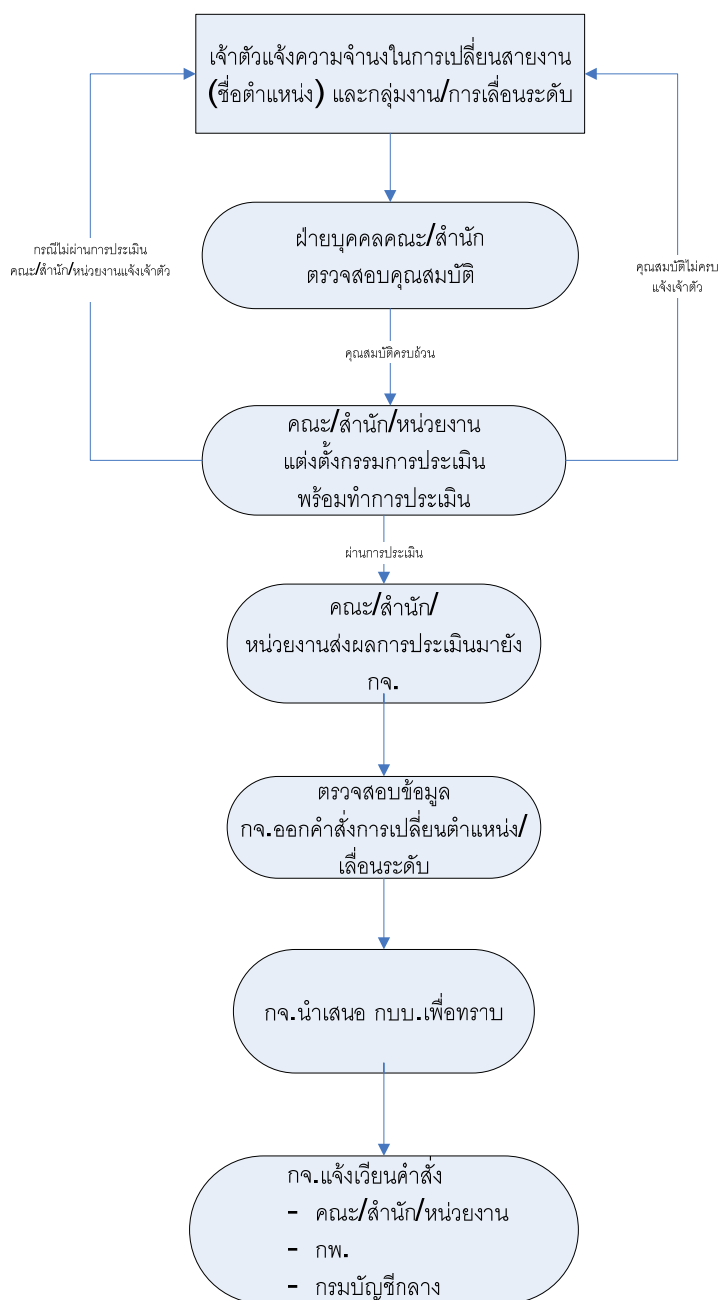 เจ้าตัวแจ้งความจำนงในการเปลี่ยนสายงาน
(ชื่อตำแหน่ง) และกลุ่มงาน/การเลื่อนระดับ
ฝ่ายบุคคลคณะ/สำนัก
ตรวจสอบคุณสมบัติ
กรณีไม่ผ่านการประเมิน
คณะ/สำนัก/หน่วยงานแจ้งเจ้าตัว
คุณสมบัติไม่ครบ
แจ้งเจ้าตัว
คุณสมบัติครบถ้วน
คณะ/สำนัก/หน่วยงาน
แต่งตั้งกรรมการประเมิน
พร้อมทำการประเมิน
ผ่านการประเมิน
คณะ/สำนัก/
หน่วยงานส่งผลการประเมินมายัง
กจ.
ตรวจสอบข้อมูล
กจ.ออกคำสั่งการเปลี่ยนตำแหน่ง/
เลื่อนระดับ
กจ.นำเสนอ กบบ.เพื่อทราบ
กจ.แจ้งเวียนคำสั่ง
- คณะ/สำนัก/หน่วยงาน
- กพ.
- กรมบัญชีกลาง